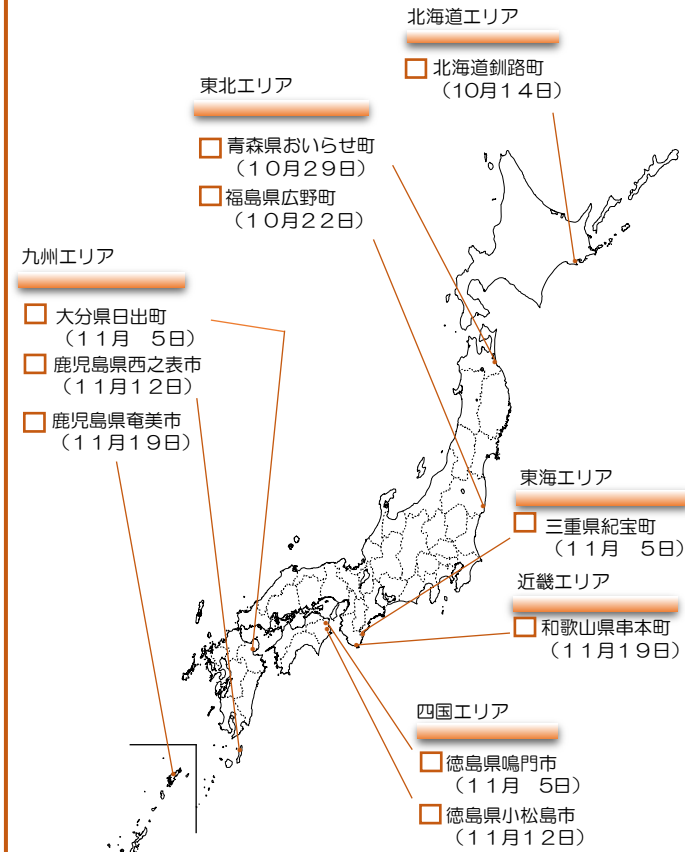 北海道エリア
北海道釧路町
（10月14日）
東北エリア
青森県おいらせ町
（１０月２９日）
福島県広野町
（１０月２２日）
九州エリア
大分県日出町
（１１月　５日）
鹿児島県西之表市
（１１月１２日）
鹿児島県奄美市
（１１月１９日）
東海エリア
三重県紀宝町
（１１月　５日）
近畿エリア
和歌山県串本町
（１１月１９日）
四国エリア
徳島県鳴門市
（１１月　５日）
徳島県小松島市
（１１月１２日）